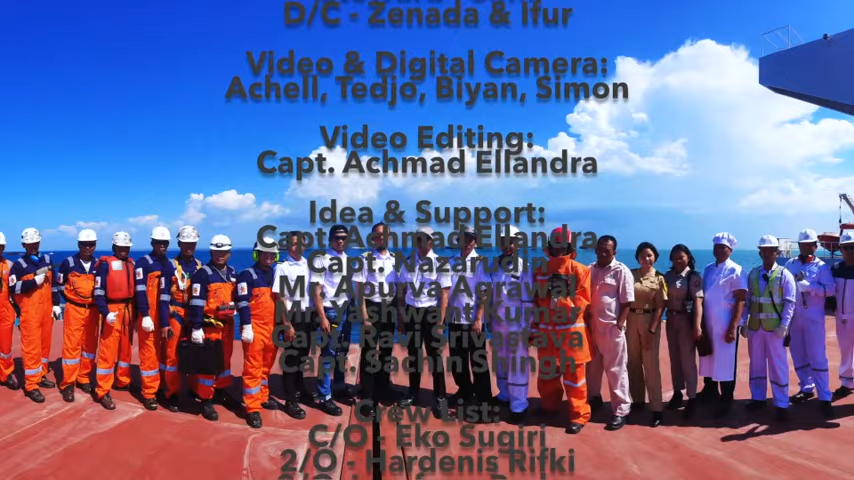 D/C - Zenada & Ifur
Video & Digital Camera:
Achell, Tedjo, Biyan, Simon
Video Editing:
Capt. Achmad Ellandra
Idea & Support:
Capt. Achmad Ellandra
Capt. Nazarudin
Mr. Apurva Agrawal
Mr. Yashwant Kumar
Capt. Ravi Srivastava
Capt. Sachin Shingh
Crew List:
C/O - Eko Sugiri
2/O - Hardenis Rifki